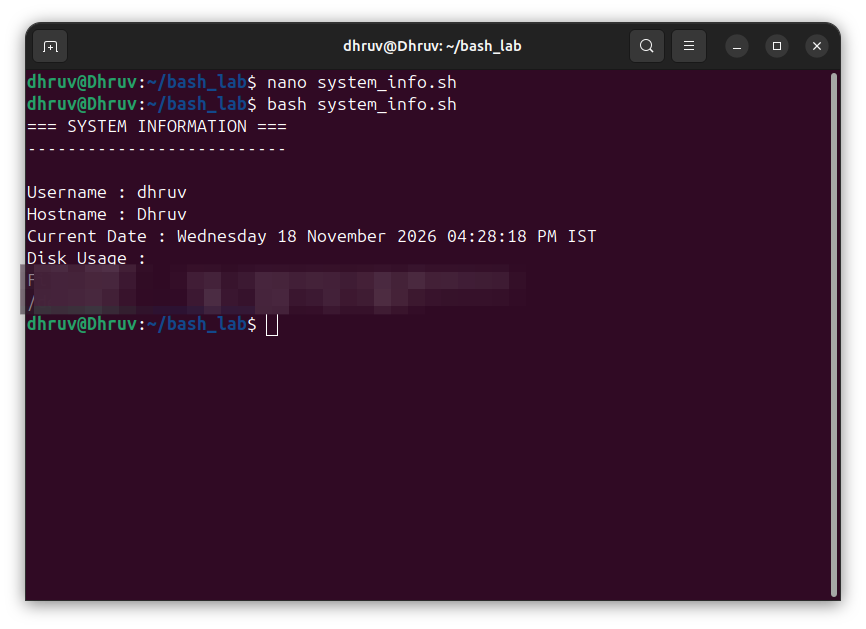 dhruv@Dhruv: ~/bash_lab
dhruv@Dhruv:~/bash_lab$ nano system_info.sh
dhruv@Dhruv:~/bash_lab$ bash system_info.sh
=== SYSTEM INFORMATION ===
--------------------------
Username : dhruv
Hostname : Dhruv
Current Date : Wednesday 18 November 2026 04:28:18 PM IST
Disk Usage :
dhruv@Dhruv:~/bash_lab$